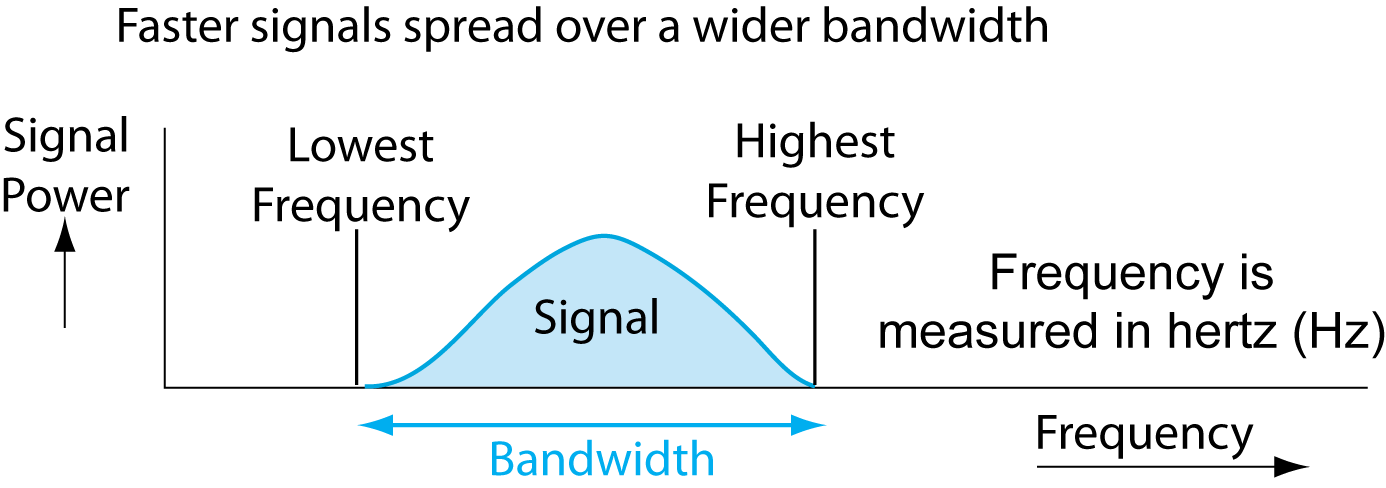 Faster signals spread over a wider bandwidth
Signal
Power
Lowest
Frequency
Highest
Frequency
Signal
Frequency is
measured in hertz (Hz)
Bandwidth
Frequency